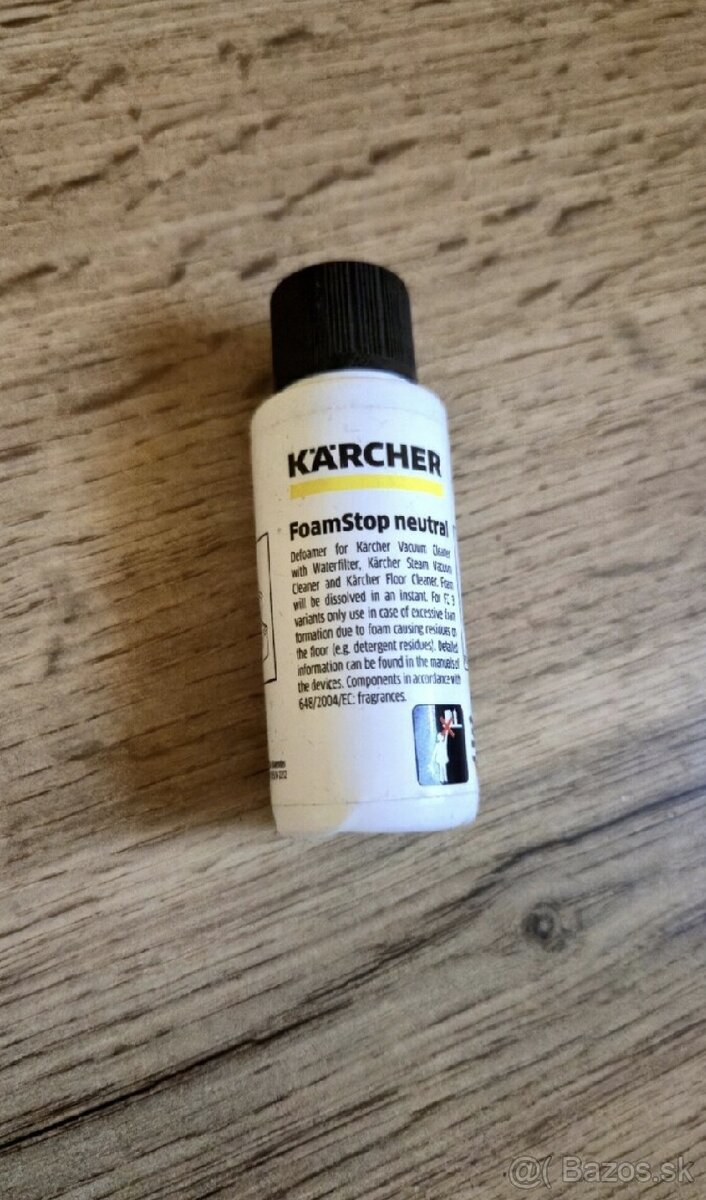 KÄRCHER
FoamStop neutral
Defoamer for Kärcher Vacuum Cleaner
with Waterfilter, Kärcher Steam Vacuum
Cleaner and Kärcher Floor Cleaner. Foam
will be dissolved in an instant. For FC 3
variants only use in case of excessive foam
formation due to foam causing residues on
the floor (e.g. detergent residues). Detailed
information can be found in the manuals of
the devices. Components in accordance with
648/2004/EC: fragrances.
@( Bazos.sk